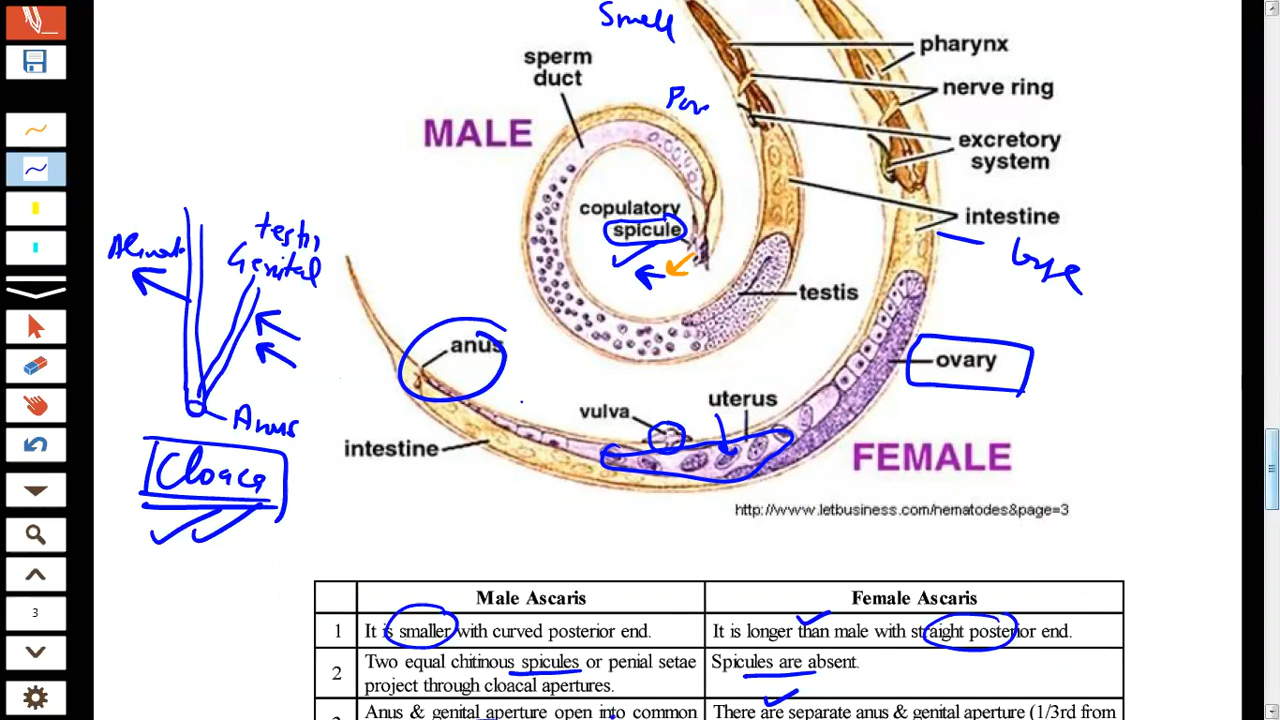 Small
sperm
duct
pharynx
nerve ring
MALE
excretory
system
copulatory
spicule
intestine
testis
Genital
testis
anus
ovary
Anus
vulva
uterus
intestine
FEMALE
Cloaca
http://www.letbusiness.com/nematodes&page=3
3
Male Ascaris
Female Ascaris
1
It is smaller with curved posterior end.
It is longer than male with straight posterior end.
2
Two equal chitinous spicules or penial setae
project through cloacal apertures.
Spicules are absent.
Anus & genital aperture open into common
There are separate anus & genital aperture (1/3rd from